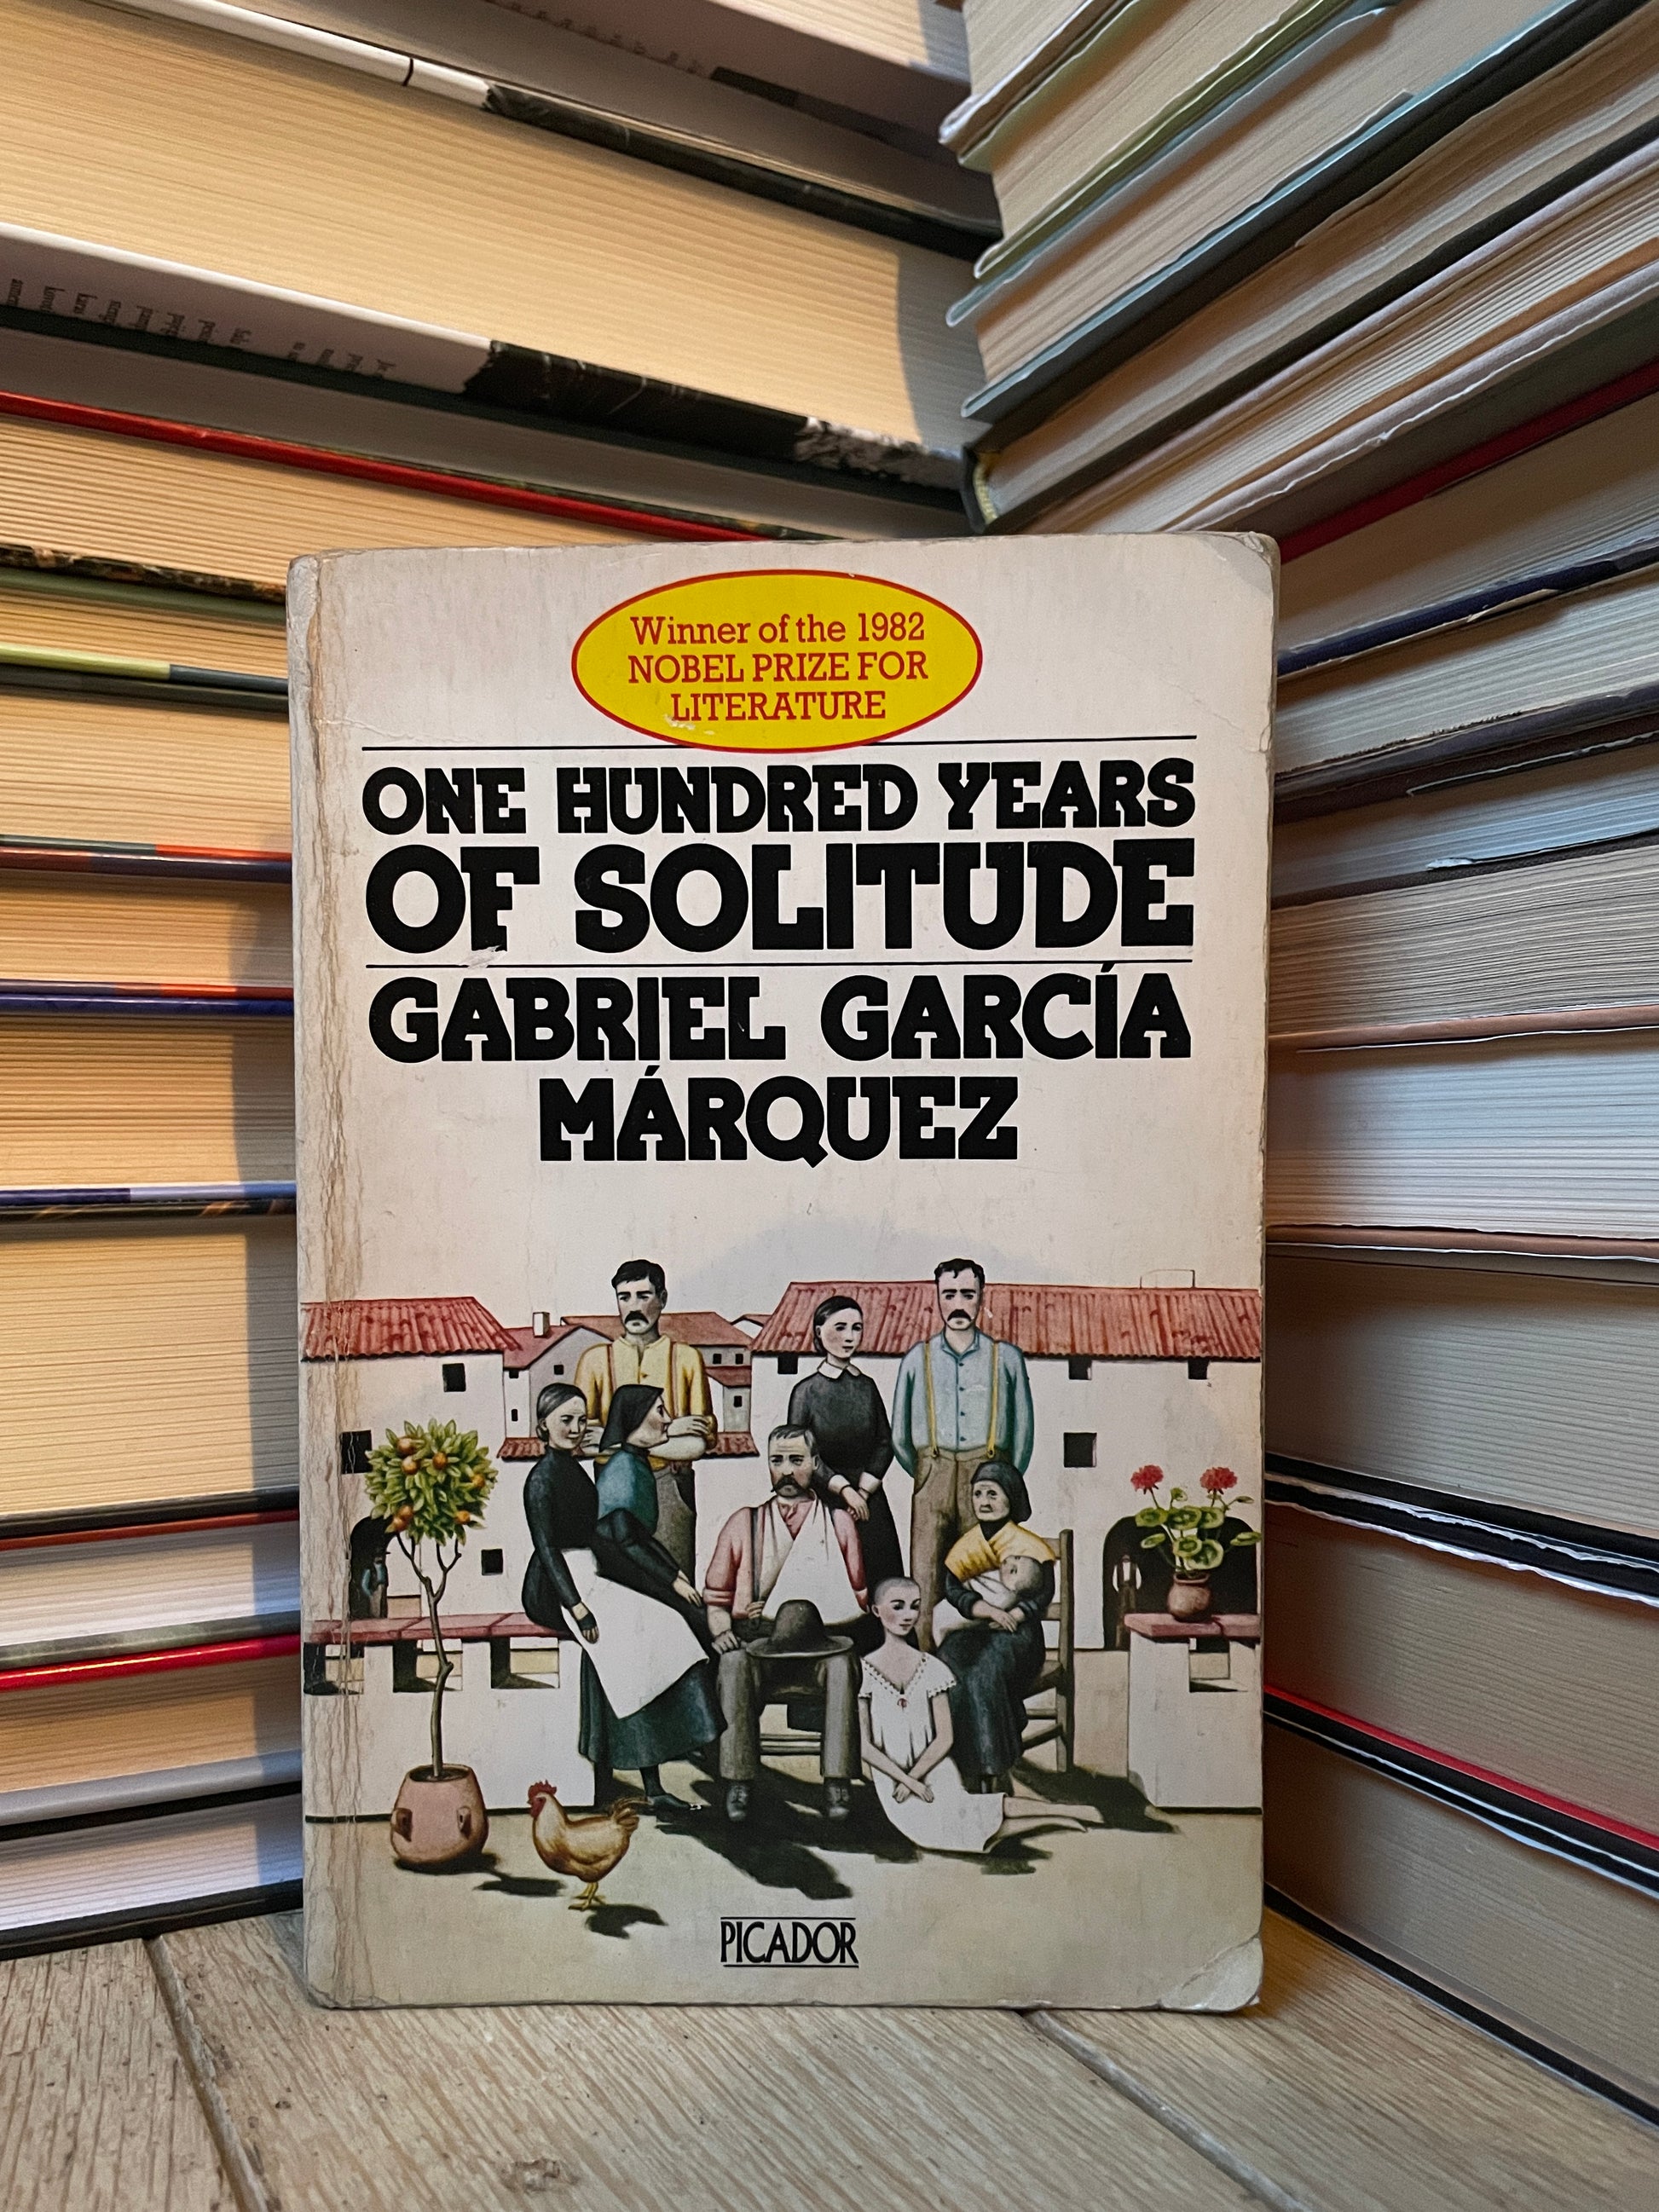 Winner of the 1982
NOBEL PRIZE FOR
LITERATURE
ONE HUNDRED YEARS
OF SOLITUDE
GABRIEL GARCÍA
MÁRQUEZ
PICADOR